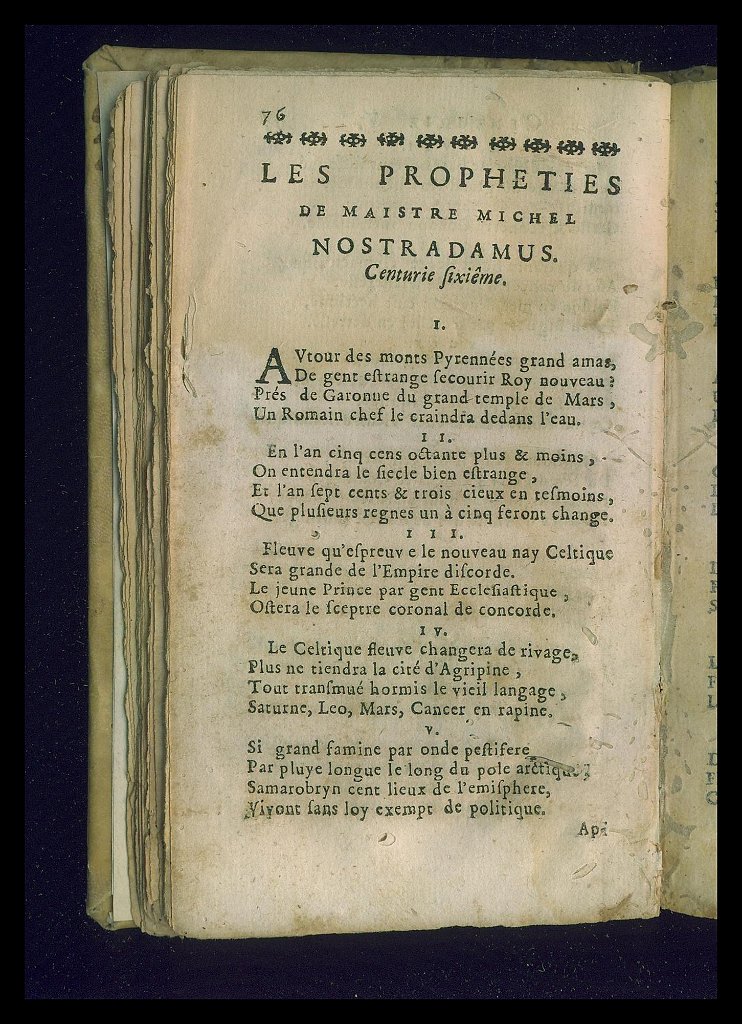 76
LES PROPHETIES
DE MAISTRE MICHEL
NOSTRADAMUS.
Centurie ſixiême.
I.
AVtour des monts Pyrennées grand amas,
De gent eſtrange ſecourir Roy nouveau?
Prés de Garonne du grand temple de Mars,
Un Romain chef le craindra dedans l'eau.
I I.
En l'an cinq cens octante plus & moins,
On entendra le ſiecle bien eſtrange,
Et l'an ſept cents & trois cieux en teſmoins,
Que pluſieurs regnes un à cinq feront change.
I I I.
Fleuve qu'eſpreuv e le nouveau nay Celtique
Sera grande de l'Empire diſcorde.
Le jeune Prince par gent Eccleſiaſtique,
Oſtera le ſceptre coronal de concorde.
I V.
Le Celtique fleuve changera de rivage,
Plus ne tiendra la cité d'Agripine,
Tout tranſmué hormis le vieil langage,
Saturne, Leo, Mars, Cancer en rapine.
V.
Si grand famine par onde peſtifere
Par pluye longue le long du pole arctique,
Samarobryn cent lieux de l'emiſphere,
Vivont ſans loy exempt de politique.